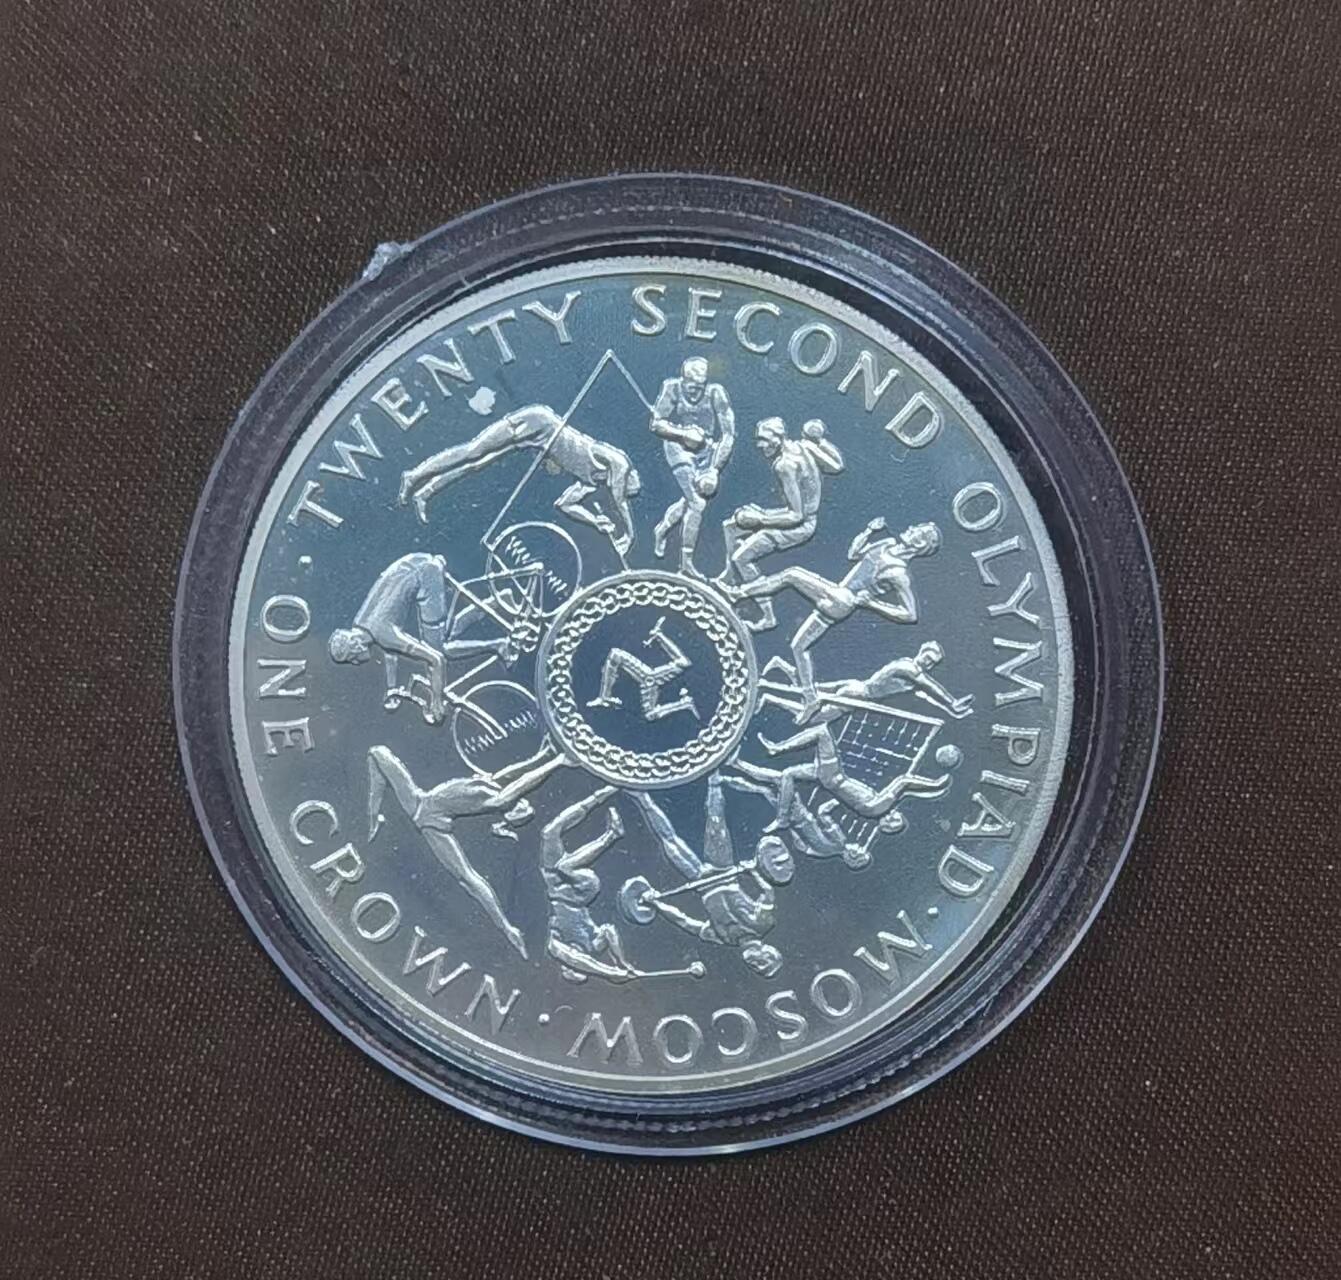 TWENTY SECOND OLYMPIAD · MOSCOW · ONE CROWN ·